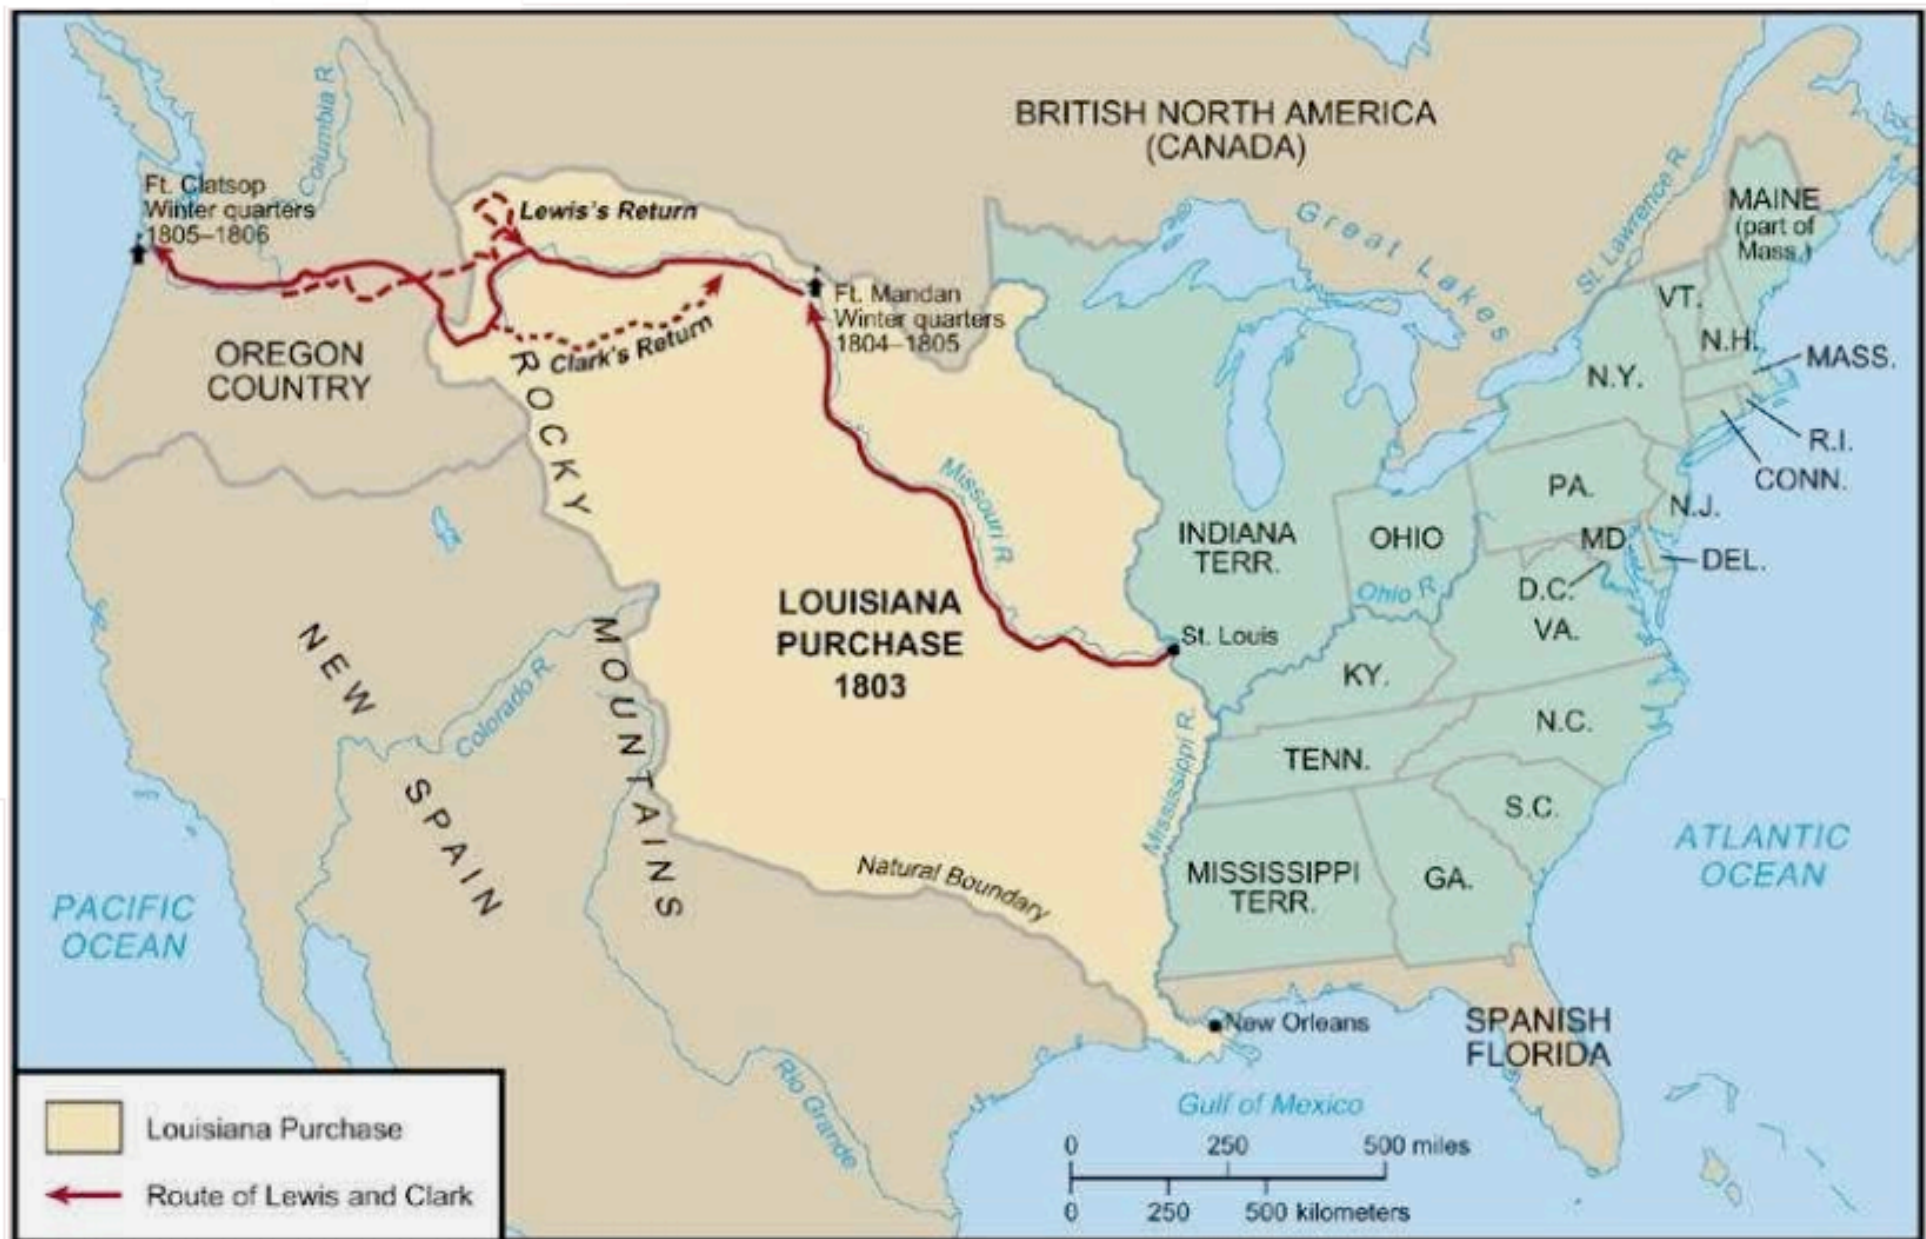 BRITISH NORTH AMERICA
(CANADA)
Columbia R.
Ft. Clatsop
Winter quarters
1805–1806
Lewis's Return
Great Lakes
St. Lawrence R.
MAINE
(part of
Mass.)
VT.
N.H.
MASS.
Ft. Mandan
Winter quarters
1804–1805
Clark's Return
OREGON
COUNTRY
N.Y.
R.I.
CONN.
ROCKY
MOUNTAINS
Missouri R.
PA.
N.J.
INDIANA
TERR.
OHIO
MD
DEL.
D.C.
Ohio R.
VA.
LOUISIANA
PURCHASE
1803
St. Louis
KY.
NEW
SPAIN
Colorado R.
N.C.
TENN.
Mississippi R.
S.C.
ATLANTIC
OCEAN
MISSISSIPPI
TERR.
GA.
Natural Boundary
PACIFIC
OCEAN
New Orleans
SPANISH
FLORIDA
Rio Grande
Gulf of Mexico
0 250 500 miles
0 250 500 kilometers
Louisiana Purchase
Route of Lewis and Clark